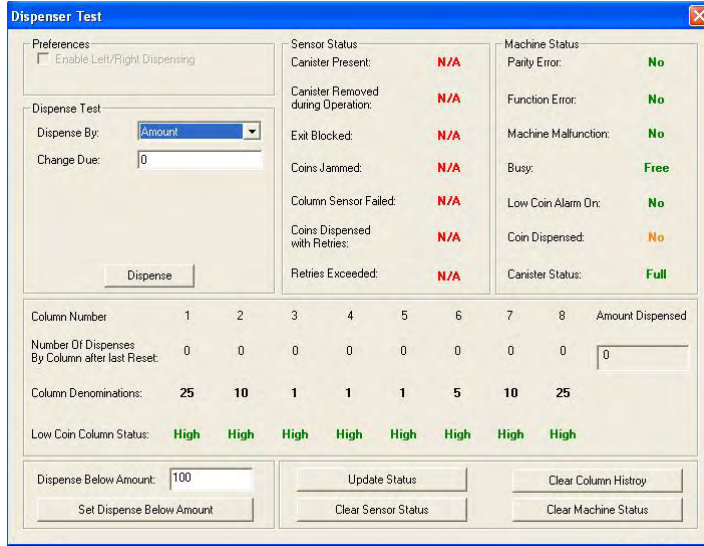 Dispenser Test
Preferences
Enable Left/Right Dispensing
Dispense Test
Dispense By: Amount
Change Due: 0
Dispense
Sensor Status
Canister Present: N/A
Canister Removed
during Operation: N/A
Exit Blocked: N/A
Coins Jammed: N/A
Column Sensor Failed: N/A
Coins Dispensed
with Retries: N/A
Retries Exceeded: N/A
Machine Status
Parity Error: No
Function Error: No
Machine Malfunction: No
Busy: Free
Low Coin Alarm On: No
Coin Dispensed: No
Canister Status: Full
Column Number 1 2 3 4 5 6 7 8 Amount Dispensed
Number Of Dispenses
By Column after last Reset: 0 0 0 0 0 0 0 0 0
Column Denominations: 25 10 1 1 1 5 10 25
Low Coin Column Status: High High High High High High High High
Dispense Below Amount: 100
Set Dispense Below Amount
Update Status
Clear Sensor Status
Clear Column Histroy
Clear Machine Status